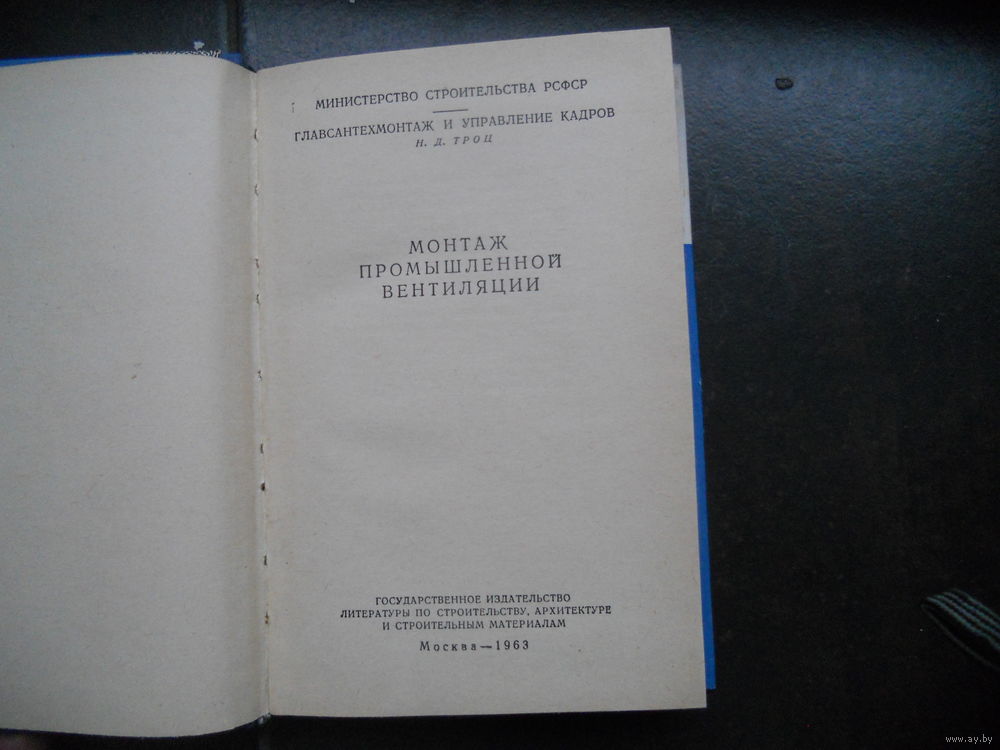 МИНИСТЕРСТВО СТРОИТЕЛЬСТВА РСФСР
ГЛАВСАНТЕХМОНТАЖ И УПРАВЛЕНИЕ КАДРОВ
Н. Д. ТРОЦ
МОНТАЖ
ПРОМЫШЛЕННОЙ
ВЕНТИЛЯЦИИ
ГОСУДАРСТВЕННОЕ ИЗДАТЕЛЬСТВО
ЛИТЕРАТУРЫ ПО СТРОИТЕЛЬСТВУ, АРХИТЕКТУРЕ
И СТРОИТЕЛЬНЫМ МАТЕРИАЛАМ
Москва — 1963
www.ay.by